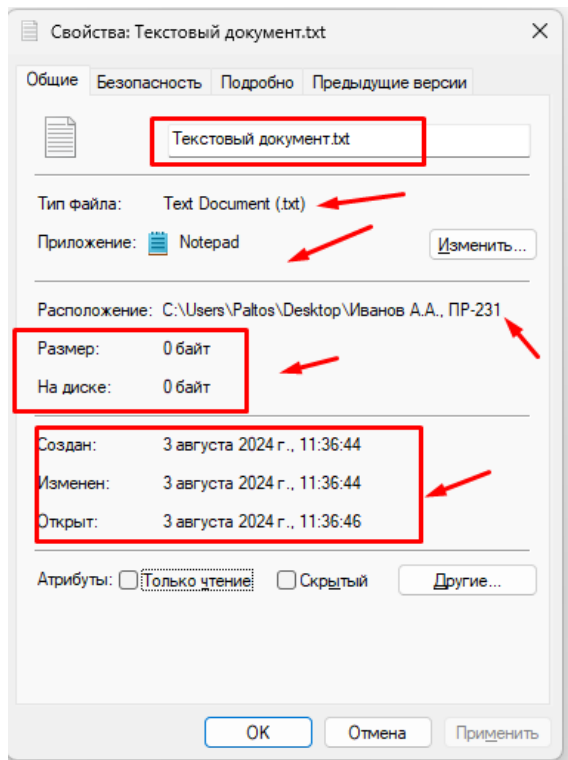 Свойства: Текстовый документ.txt
Общие Безопасность Подробно Предыдущие версии
Текстовый документ.txt
Тип файла: Text Document (.txt)
Приложение: Notepad Изменить...
Расположение: C:\Users\Paltos\Desktop\Иванов А.А., ПР-231
Размер: 0 байт
На диске: 0 байт
Создан: 3 августа 2024 г., 11:36:44
Изменен: 3 августа 2024 г., 11:36:44
Открыт: 3 августа 2024 г., 11:36:46
Атрибуты: Только чтение Скрытый Другие...
ОК Отмена Применить